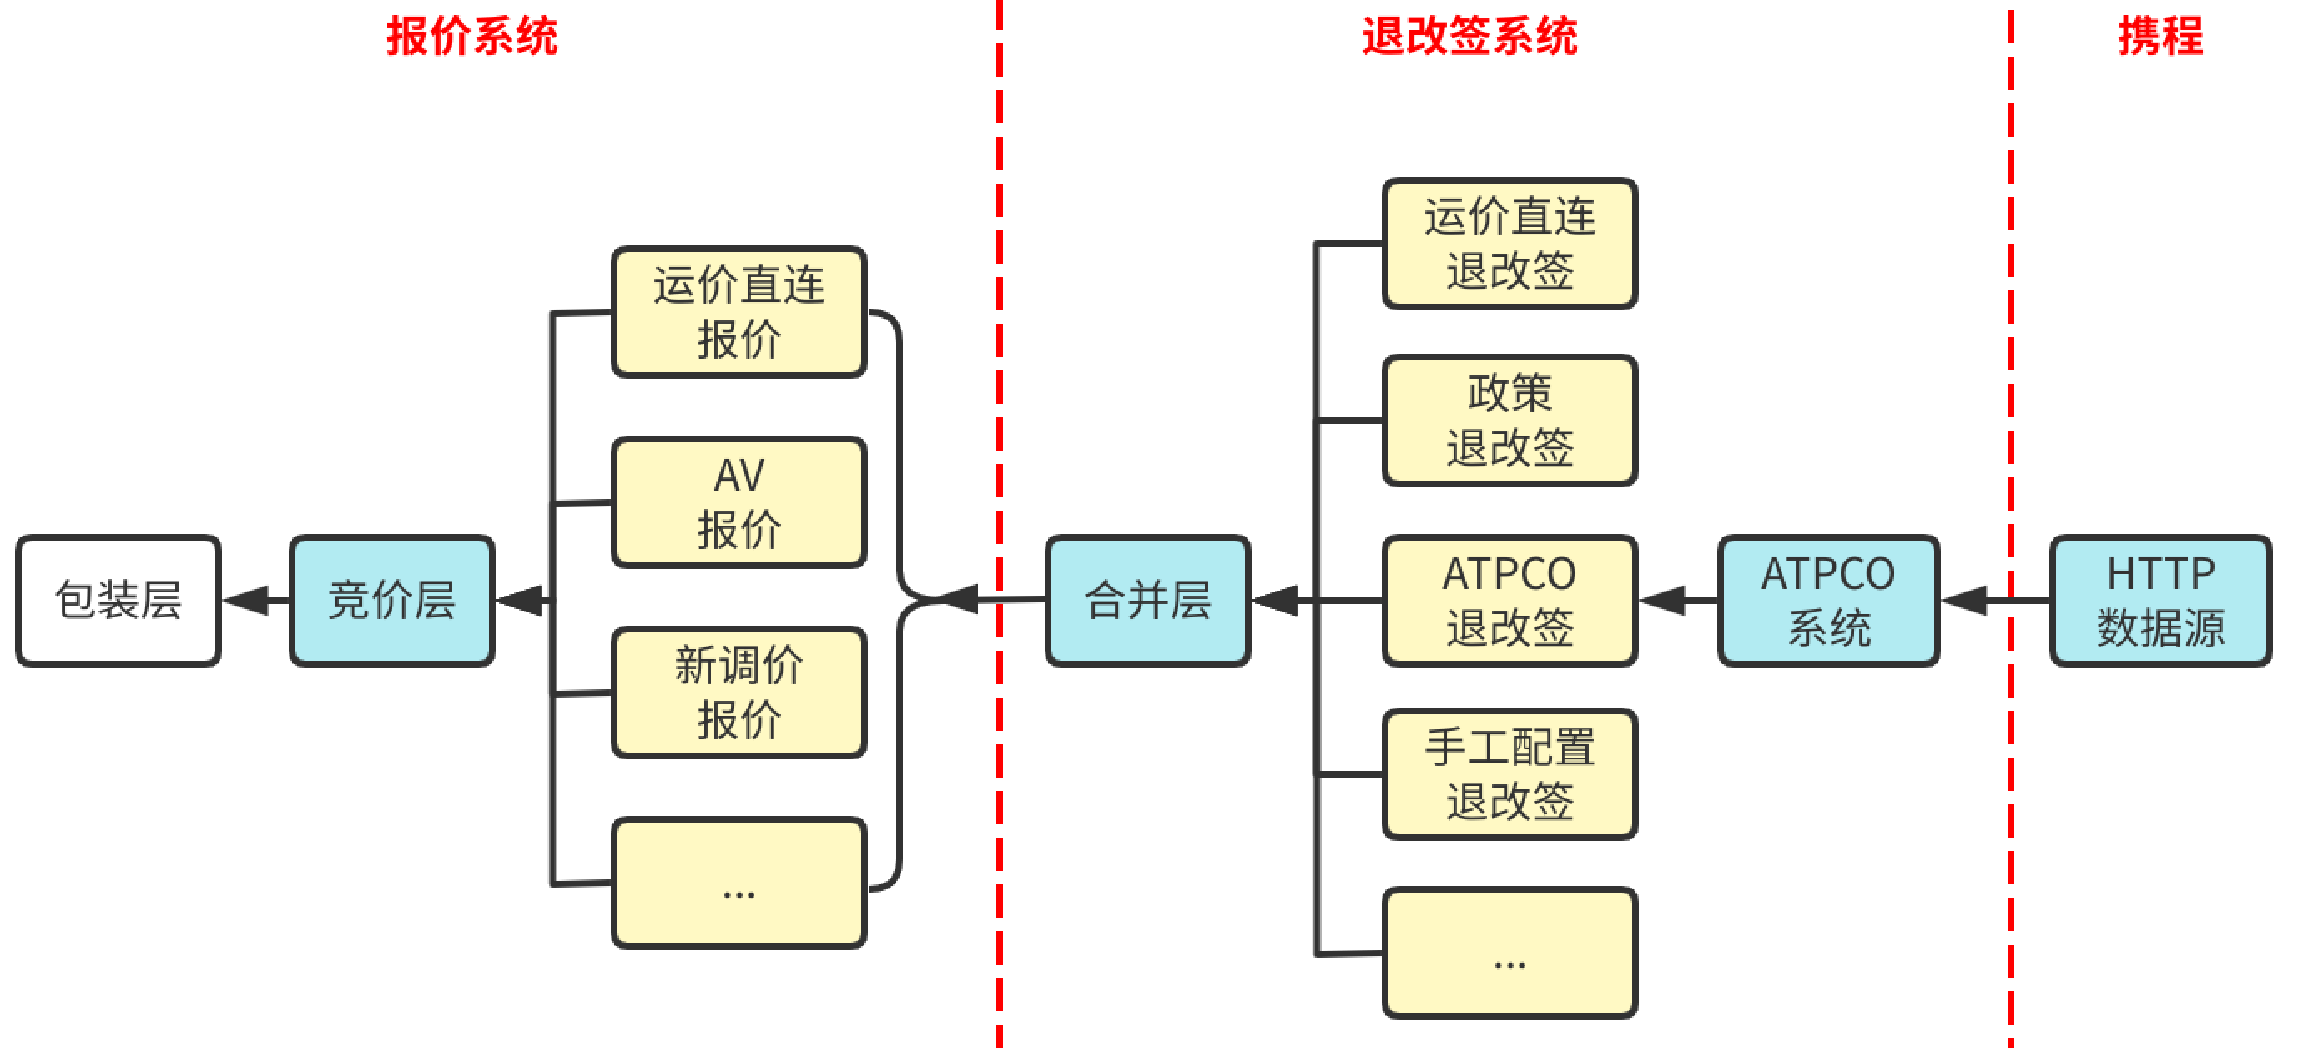 报价系统
退改签系统
携程
包装层
竞价层
运价直连
报价
AV
报价
新调价
报价
...
合并层
运价直连
退改签
政策
退改签
ATPCO
退改签
手工配置
退改签
...
ATPCO
系统
HTTP
数据源